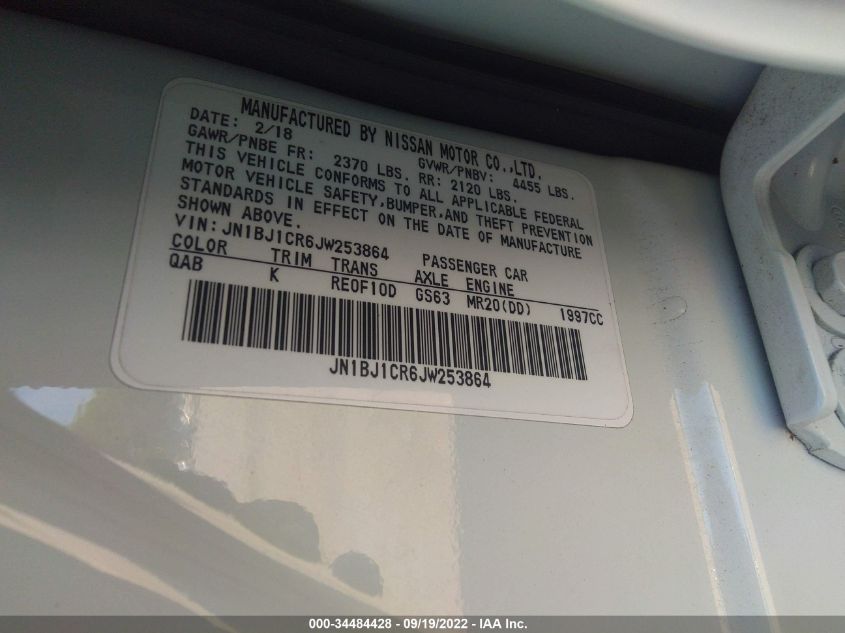 MANUFACTURED BY NISSAN MOTOR CO.,LTD.
DATE: 2/18 GVWR/PNBV: 4455 LBS.
GAWR/PNBE FR: 2370 LBS. RR: 2120 LBS.
THIS VEHICLE CONFORMS TO ALL APPLICABLE FEDERAL
MOTOR VEHICLE SAFETY,BUMPER,AND THEFT PREVENTION
STANDARDS IN EFFECT ON THE DATE OF MANUFACTURE
SHOWN ABOVE.
VIN:JN1BJ1CR6JW253864 PASSENGER CAR
COLOR TRIM TRANS AXLE ENGINE
QAB K RE0F10D GS63 MR20(DD) 1997CC
JN1BJ1CR6JW253864
000-34484428 - 09/19/2022 - IAA Inc.